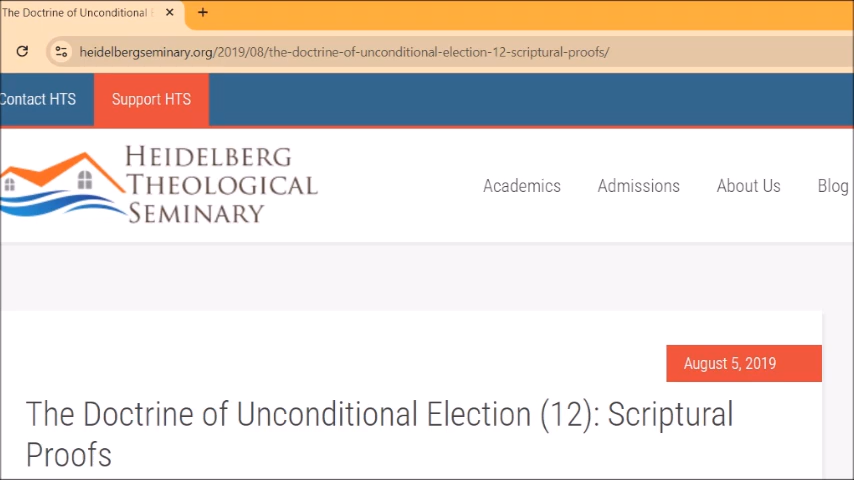 The Doctrine of Unconditional
heidelbergseminary.org/2019/08/the-doctrine-of-unconditional-election-12-scriptural-proofs/
Contact HTS
Support HTS
HEIDELBERG
THEOLOGICAL
SEMINARY
Academics
Admissions
About Us
Blog
August 5, 2019
The Doctrine of Unconditional Election (12): Scriptural
Proofs